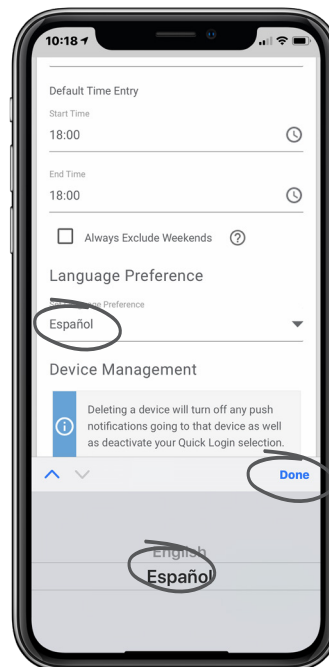 10:18
Default Time Entry
Start Time
18:00
End Time
18:00
Always Exclude Weekends
Language Preference
Preference
Español
Device Management
Deleting a device will turn off any push
notifications going to that device as well
as deactivate your Quick Login selection.
Done
English
Español